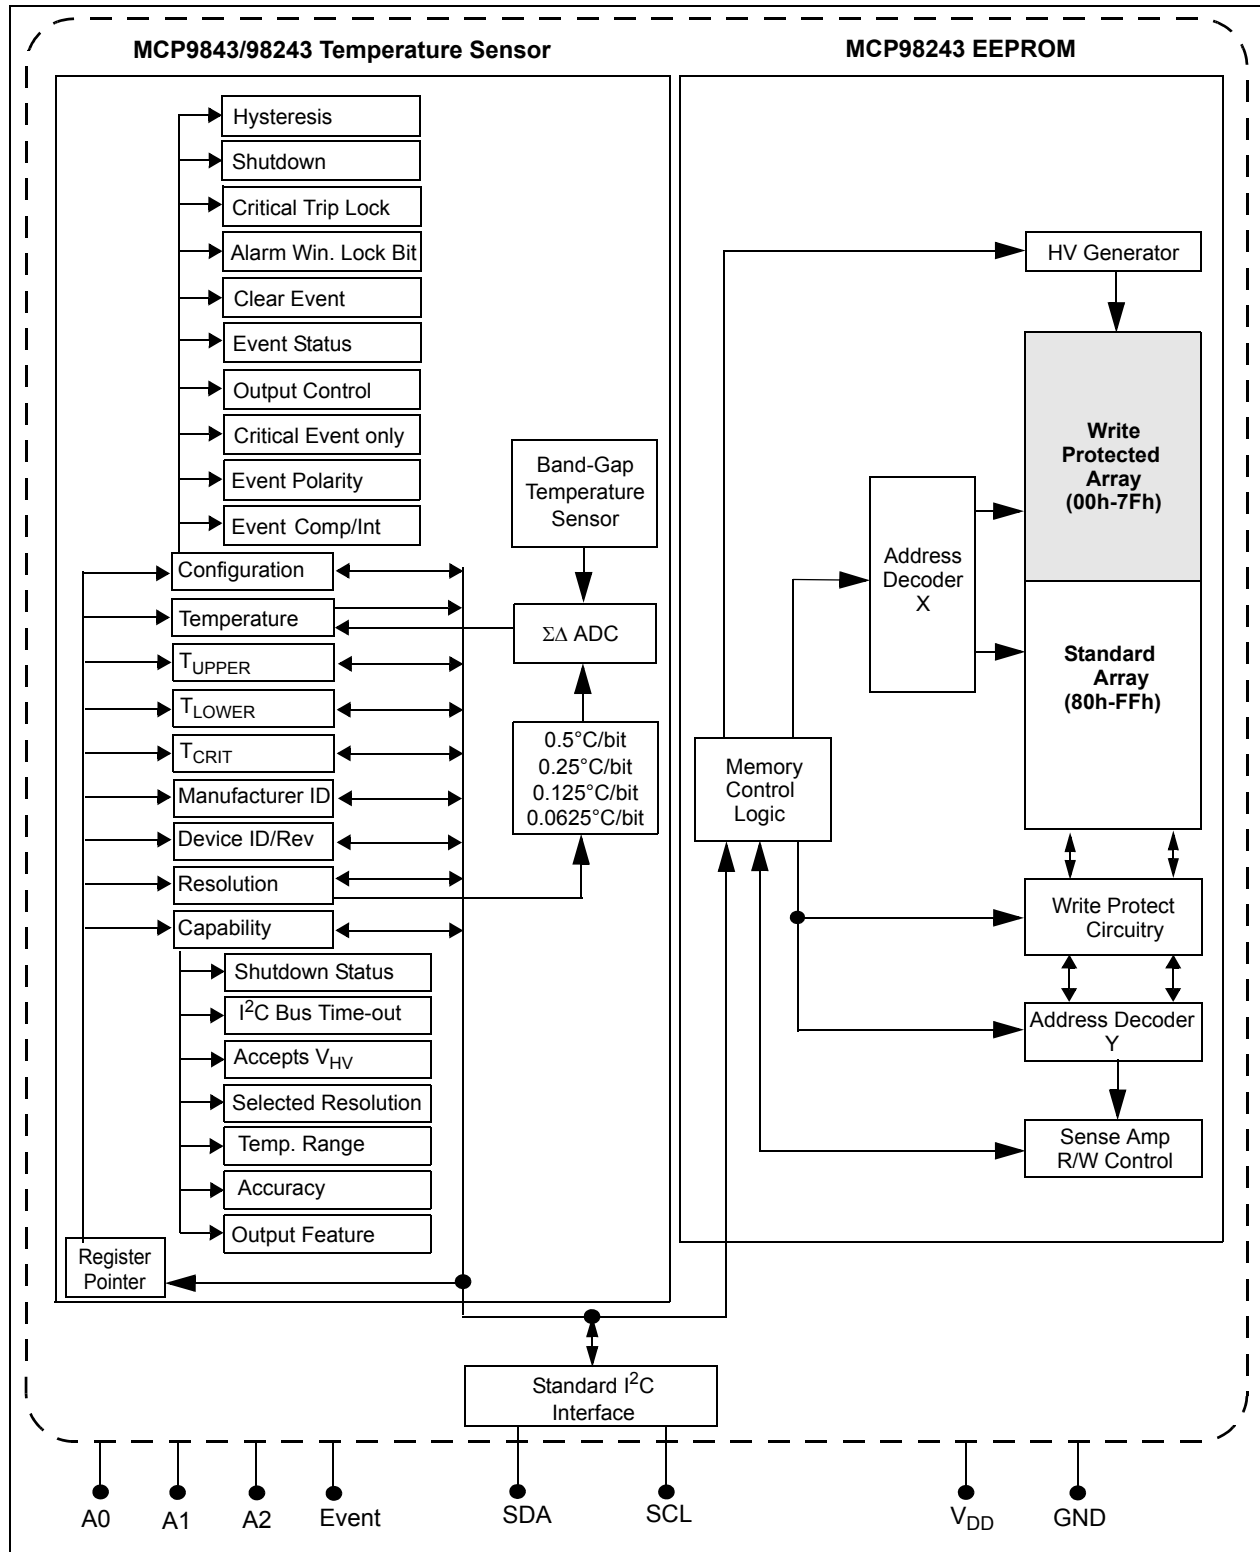 MCP9843/98243 Temperature Sensor
Hysteresis
Shutdown
Critical Trip Lock
Alarm Win. Lock Bit
Clear Event
Event Status
Output Control
Critical Event only
Event Polarity
Event Comp/Int
Configuration
Temperature
T_UPPER
T_LOWER
T_CRIT
Manufacturer ID
Device ID/Rev
Resolution
Capability
Shutdown Status
I²C Bus Time-out
Accepts V_HV
Selected Resolution
Temp. Range
Accuracy
Output Feature
Register
Pointer
Band-Gap
Temperature
Sensor
ΣΔ ADC
0.5°C/bit
0.25°C/bit
0.125°C/bit
0.0625°C/bit
MCP98243 EEPROM
HV Generator
Write
Protected
Array
(00h-7Fh)
Address
Decoder
X
Standard
Array
(80h-FFh)
Memory
Control
Logic
Write Protect
Circuitry
Address Decoder
Y
Sense Amp
R/W Control
Standard I²C
Interface
A0
A1
A2
Event
SDA
SCL
V_DD
GND